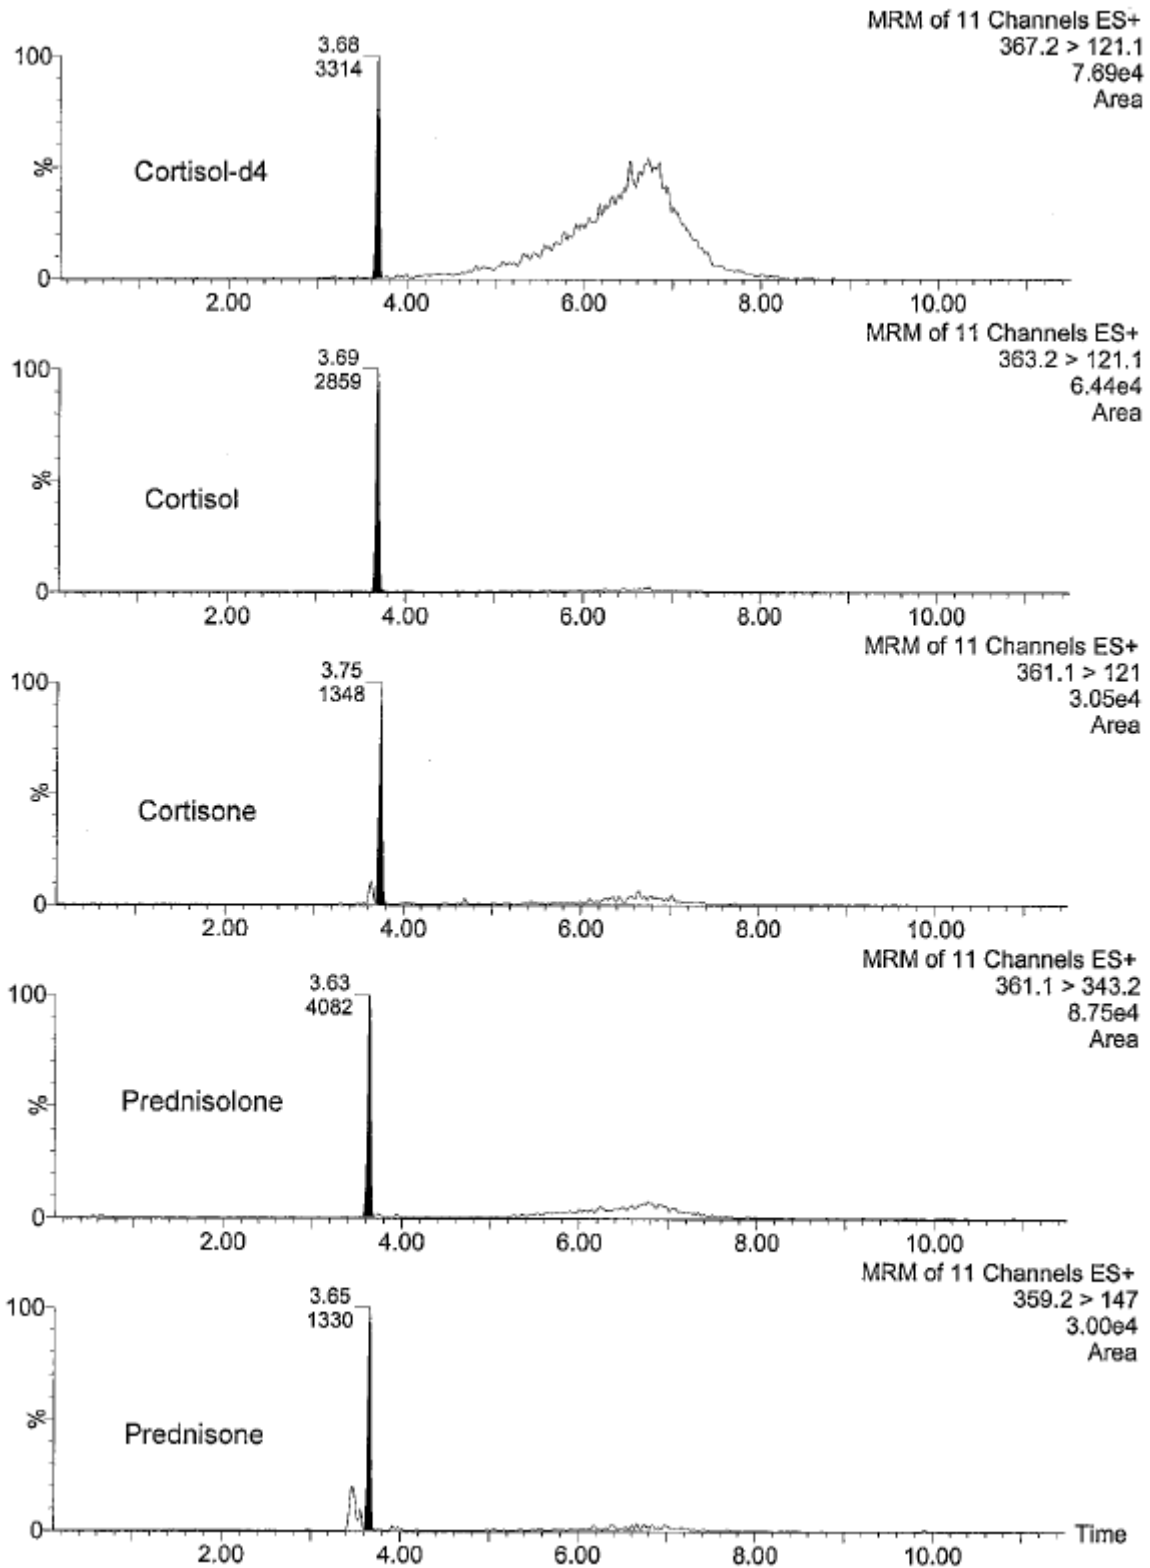 MRM of 11 Channels ES+
367.2 > 121.1
7.69e4
Area
3.68
3314
100
%
0
Cortisol-d4
2.00 4.00 6.00 8.00 10.00
MRM of 11 Channels ES+
363.2 > 121.1
6.44e4
Area
3.69
2859
100
%
0
Cortisol
2.00 4.00 6.00 8.00 10.00
MRM of 11 Channels ES+
361.1 > 121
3.05e4
Area
3.75
1348
100
%
0
Cortisone
2.00 4.00 6.00 8.00 10.00
MRM of 11 Channels ES+
361.1 > 343.2
8.75e4
Area
3.63
4082
100
%
0
Prednisolone
2.00 4.00 6.00 8.00 10.00
MRM of 11 Channels ES+
359.2 > 147
3.00e4
Area
3.65
1330
100
%
0
Prednisone
Time
2.00 4.00 6.00 8.00 10.00